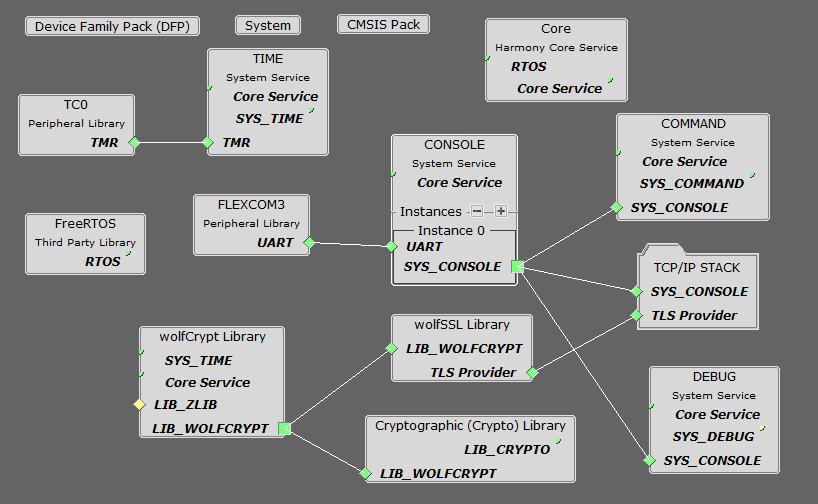 Device Family Pack (DFP)
System
CMSIS Pack
Core
Harmony Core Service
RTOS
Core Service
TIME
System Service
Core Service
SYS_TIME
TMR
TC0
Peripheral Library
TMR
CONSOLE
System Service
Core Service
Instances
Instance 0
UART
SYS_CONSOLE
COMMAND
System Service
Core Service
SYS_COMMAND
SYS_CONSOLE
FLEXCOM3
Peripheral Library
UART
FreeRTOS
Third Party Library
RTOS
TCP/IP STACK
SYS_CONSOLE
TLS Provider
wolfCrypt Library
SYS_TIME
Core Service
LIB_ZLIB
LIB_WOLFCRYPT
wolfSSL Library
LIB_WOLFCRYPT
TLS Provider
DEBUG
System Service
Core Service
SYS_DEBUG
SYS_CONSOLE
Cryptographic (Crypto) Library
LIB_CRYPTO
LIB_WOLFCRYPT